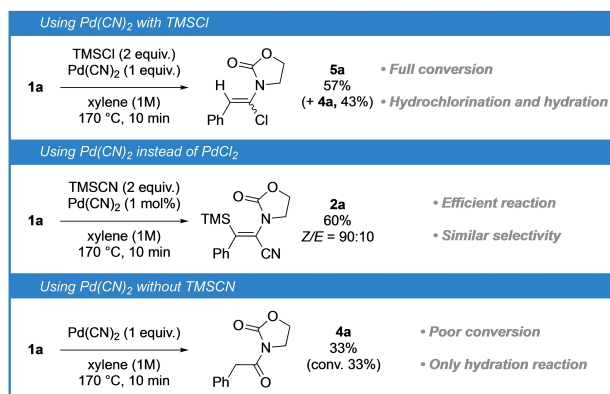 Using Pd(CN)2 with TMSCl
1a
TMSCl (2 equiv.)
Pd(CN)2 (1 equiv.)
xylene (1M)
170 °C, 10 min
O
O
N
H
Ph
Cl
5a
57%
(+ 4a, 43%)
• Full conversion
• Hydrochlorination and hydration
Using Pd(CN)2 instead of PdCl2
1a
TMSCN (2 equiv.)
Pd(CN)2 (1 mol%)
xylene (1M)
170 °C, 10 min
O
O
TMS
N
Ph
CN
2a
60%
Z/E = 90:10
• Efficient reaction
• Similar selectivity
Using Pd(CN)2 without TMSCN
1a
Pd(CN)2 (1 equiv.)
xylene (1M)
170 °C, 10 min
O
O
N
Ph
O
4a
33%
(conv. 33%)
• Poor conversion
• Only hydration reaction